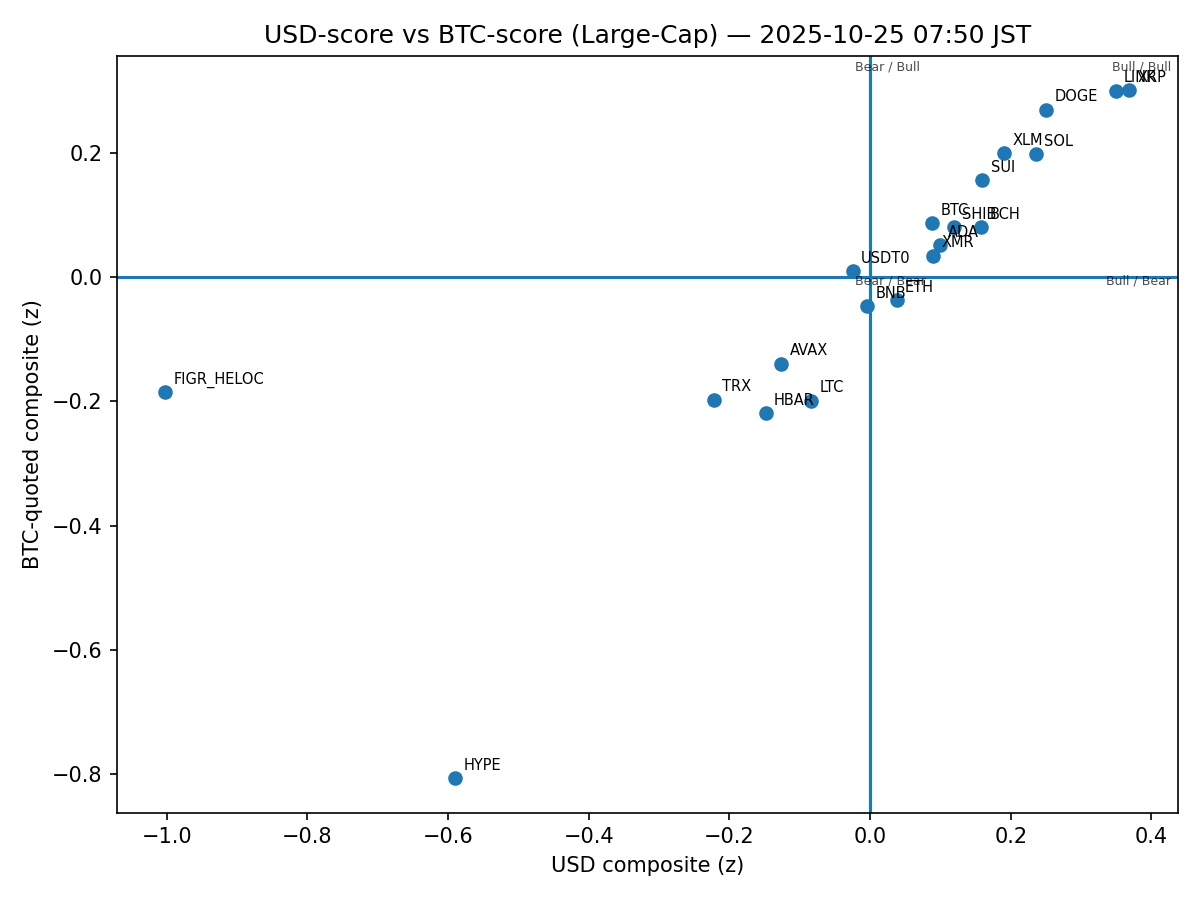 USD-score vs BTC-score (Large-Cap) — 2025-10-25 07:50 JST
Bear / Bull
Bull / Bull
LINK
XRP
DOGE
XLM
SOL
SUI
BTC
SHIB
BCH
ADA
XMR
USDT0
Bear / Bear
Bull / Bear
ETH
BNB
AVAX
FIGR_HELOC
TRX
LTC
HBAR
HYPE
0.2
0.0
−0.2
−0.4
−0.6
−0.8
BTC-quoted composite (z)
−1.0
−0.8
−0.6
−0.4
−0.2
0.0
0.2
0.4
USD composite (z)